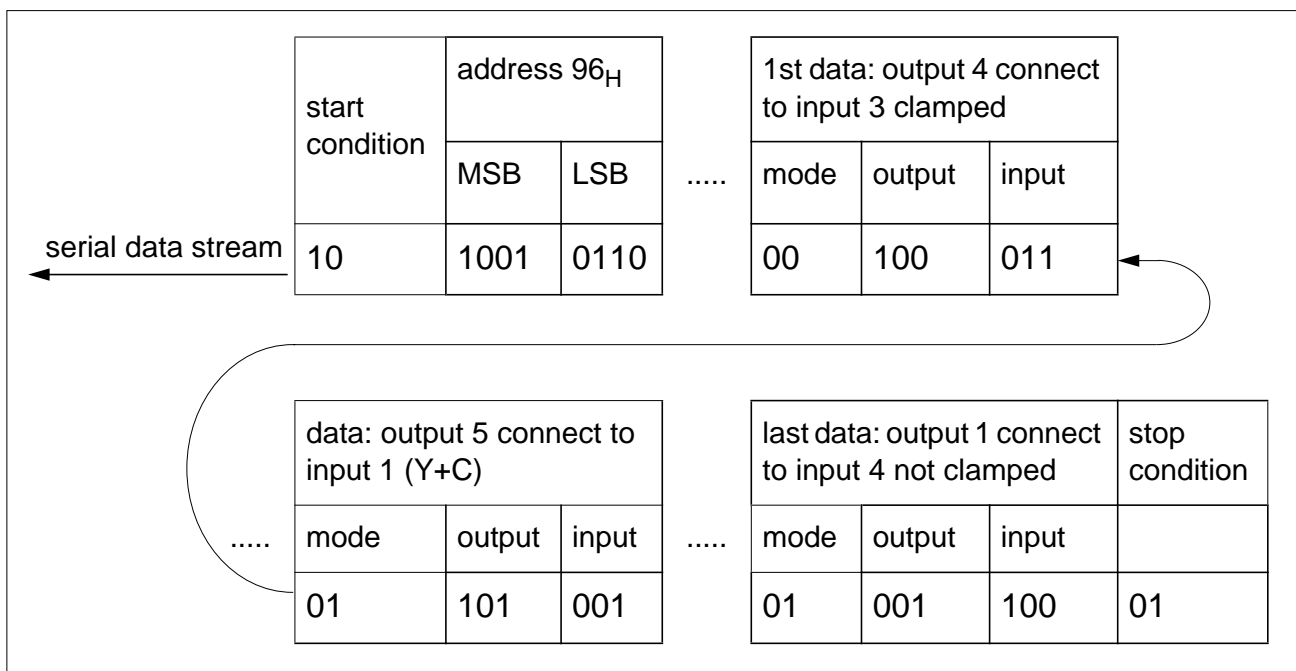 start condition
address 96H
1st data: output 4 connect
to input 3 clamped
MSB LSB ..... mode output input
serial data stream
10 1001 0110 00 100 011
data: output 5 connect to
input 1 (Y+C)
last data: output 1 connect
to input 4 not clamped
stop
condition
..... mode output input ..... mode output input
01 101 001 01 001 100 01